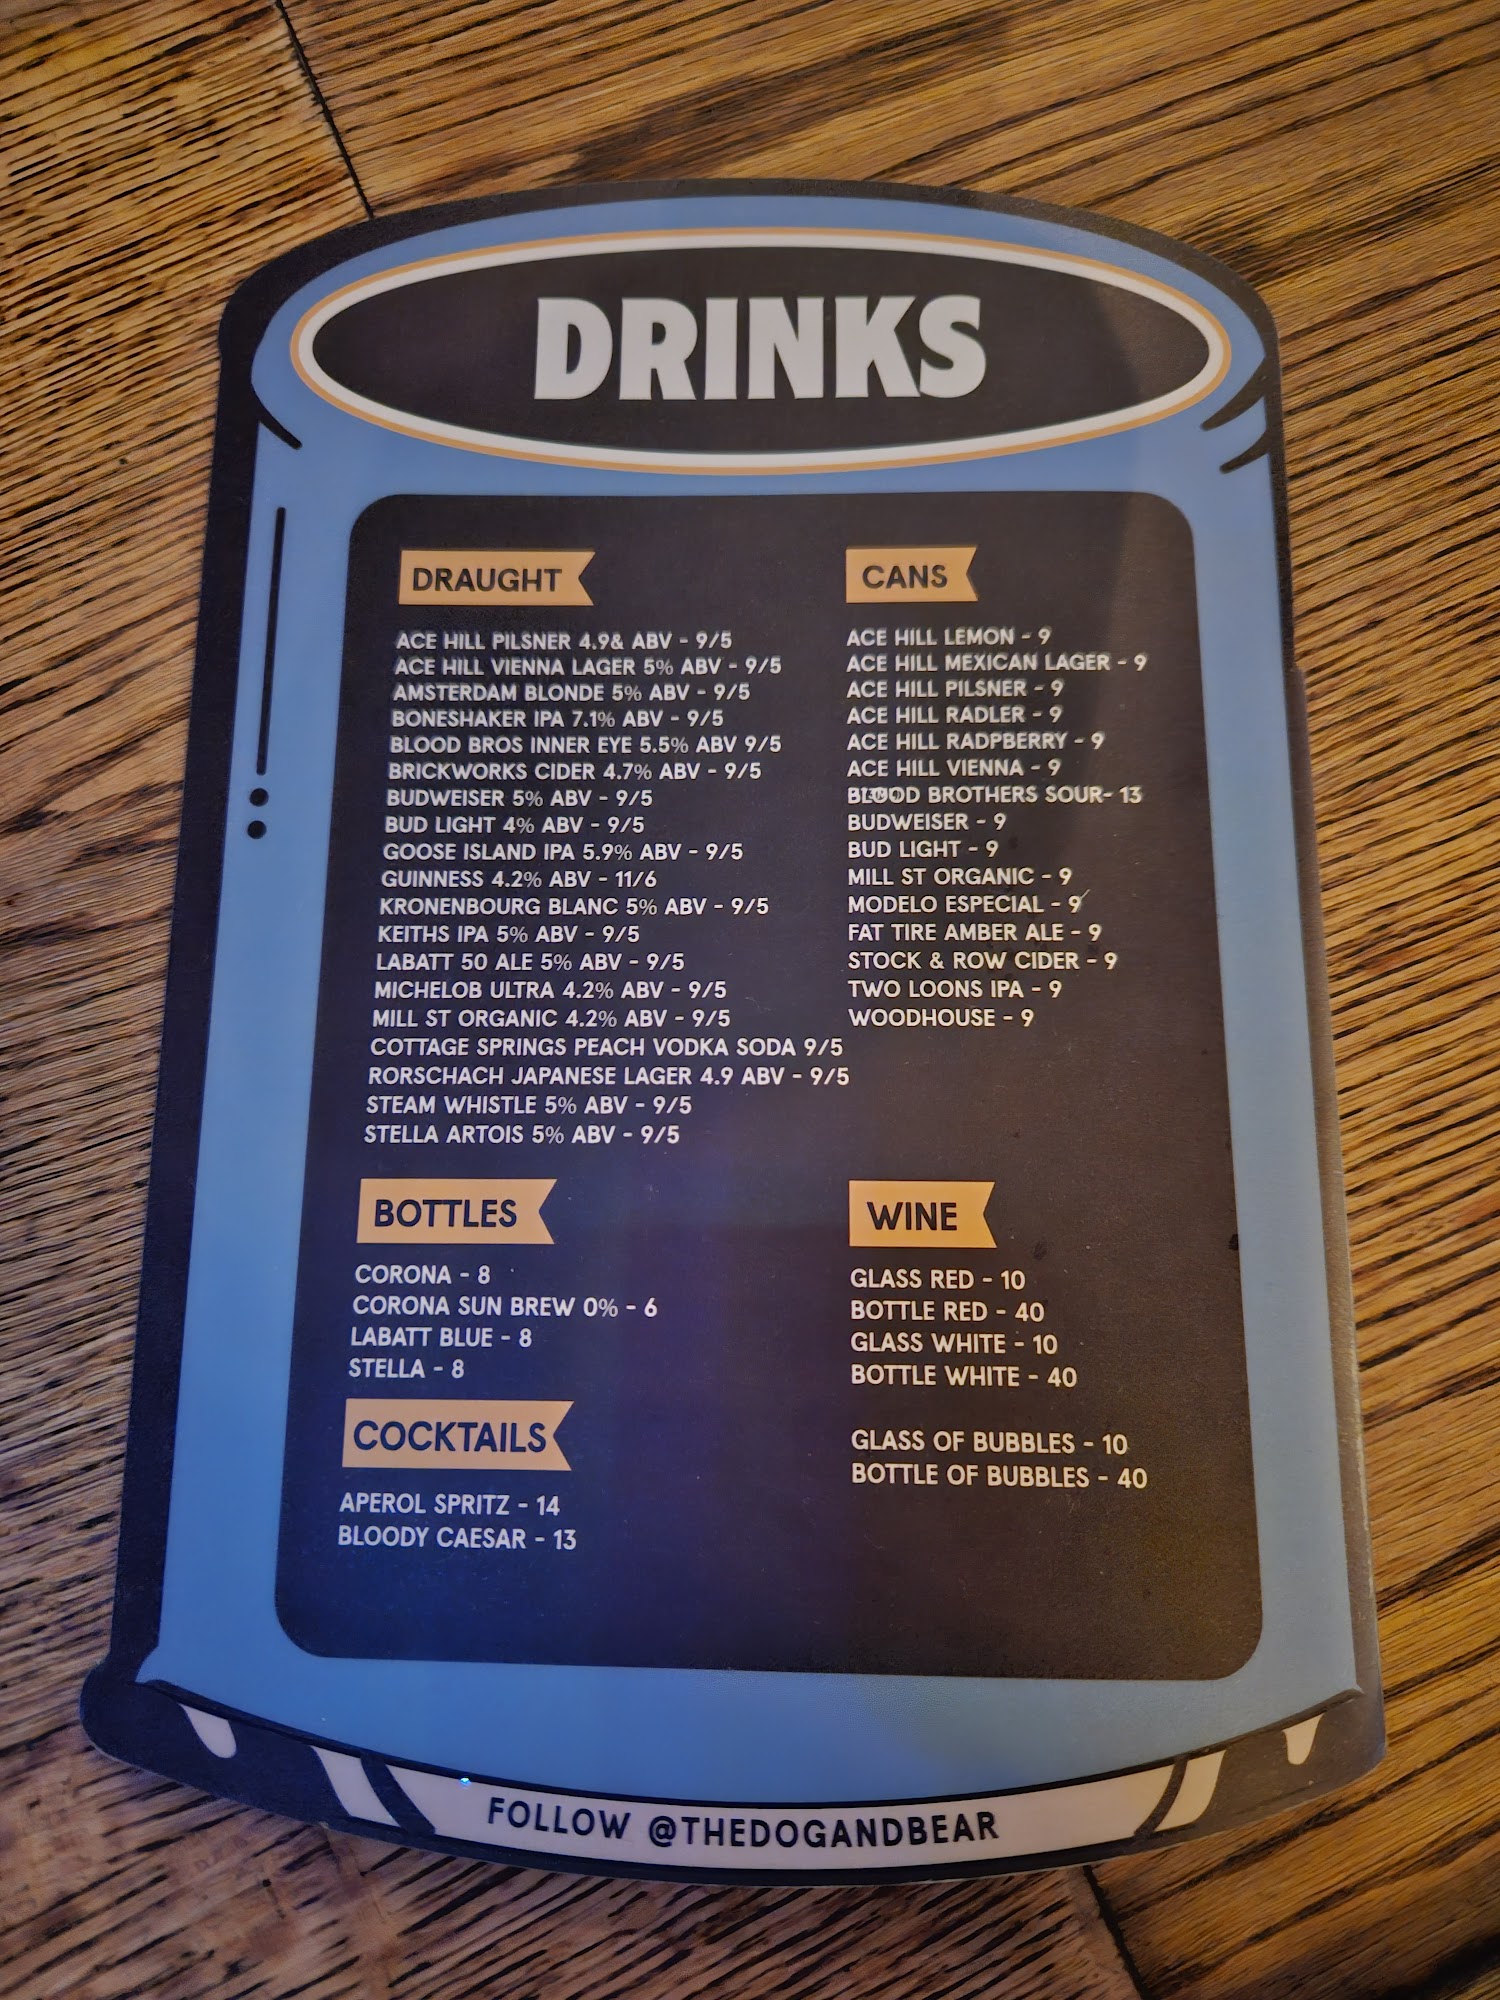 DRINKS
DRAUGHT
ACE HILL PILSNER 4.9& ABV - 9/5
ACE HILL VIENNA LAGER 5% ABV - 9/5
AMSTERDAM BLONDE 5% ABV - 9/5
BONESHAKER IPA 7.1% ABV - 9/5
BLOOD BROS INNER EYE 5.5% ABV 9/5
BRICKWORKS CIDER 4.7% ABV - 9/5
BUDWEISER 5% ABV - 9/5
BUD LIGHT 4% ABV - 9/5
GOOSE ISLAND IPA 5.9% ABV - 9/5
GUINNESS 4.2% ABV - 11/6
KRONENBOURG BLANC 5% ABV - 9/5
KEITHS IPA 5% ABV - 9/5
LABATT 50 ALE 5% ABV - 9/5
MICHELOB ULTRA 4.2% ABV - 9/5
MILL ST ORGANIC 4.2% ABV - 9/5
COTTAGE SPRINGS PEACH VODKA SODA 9/5
RORSCHACH JAPANESE LAGER 4.9 ABV - 9/5
STEAM WHISTLE 5% ABV - 9/5
STELLA ARTOIS 5% ABV - 9/5
CANS
ACE HILL LEMON - 9
ACE HILL MEXICAN LAGER - 9
ACE HILL PILSNER - 9
ACE HILL RADLER - 9
ACE HILL RADPBERRY - 9
ACE HILL VIENNA - 9
BLOOD BROTHERS SOUR- 13
BUDWEISER - 9
BUD LIGHT - 9
MILL ST ORGANIC - 9
MODELO ESPECIAL - 9
FAT TIRE AMBER ALE - 9
STOCK & ROW CIDER - 9
TWO LOONS IPA - 9
WOODHOUSE - 9
BOTTLES
CORONA - 8
CORONA SUN BREW 0% - 6
LABATT BLUE - 8
STELLA - 8
COCKTAILS
APEROL SPRITZ - 14
BLOODY CAESAR - 13
WINE
GLASS RED - 10
BOTTLE RED - 40
GLASS WHITE - 10
BOTTLE WHITE - 40
GLASS OF BUBBLES - 10
BOTTLE OF BUBBLES - 40
FOLLOW @THEDOGANDBEAR